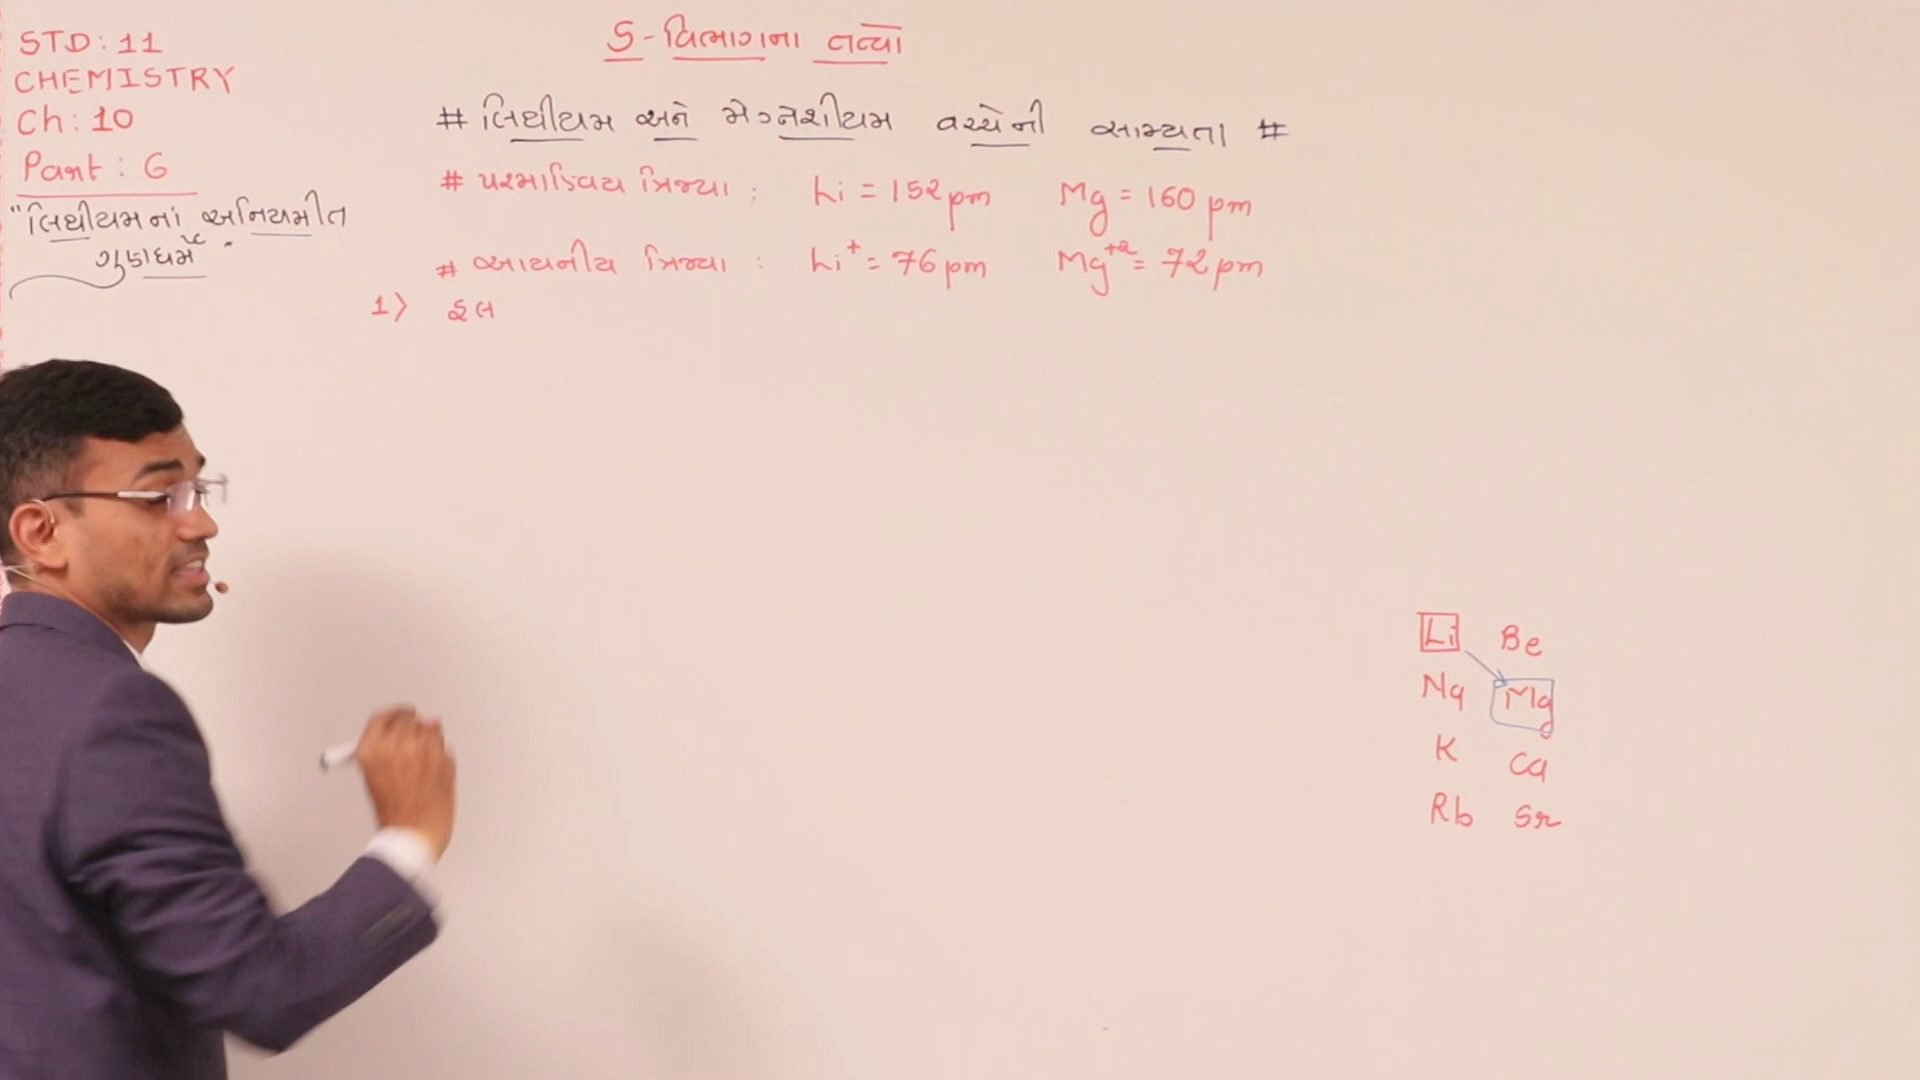 STD: 11
CHEMISTRY
Ch: 10
Part : 6
"લિથીયમનાં અનિયમીત
ગુણધર્મ"
S-વિભાગના તત્વો
# લિથીયમ અને મેગ્નેશીયમ વચ્ચેની સામ્યતા #
# પરમાણ્વિય ત્રિજ્યા : Li = 152 pm Mg = 160 pm
# આયનીય ત્રિજ્યા : Li⁺ = 76 pm Mg⁺² = 72 pm
1) હલ
Li Be
Na Mg
K Ca
Rb Sr